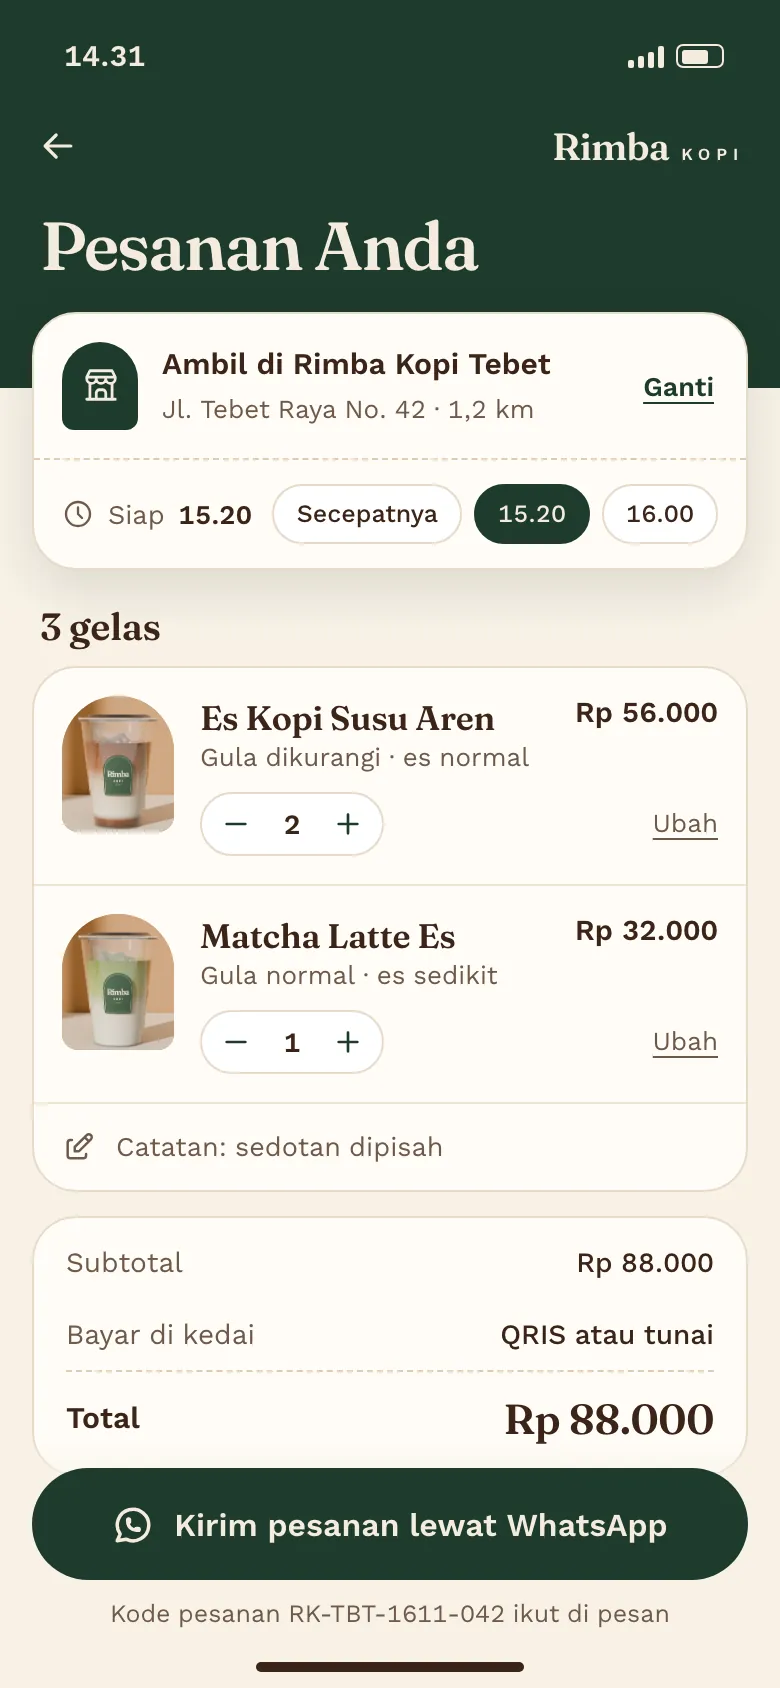 14.31
Rimba KOPI
Pesanan Anda
Ambil di Rimba Kopi Tebet
Jl. Tebet Raya No. 42 · 1,2 km
Ganti
Siap 15.20
Secepatnya
15.20
16.00
3 gelas
Es Kopi Susu Aren
Rp 56.000
Gula dikurangi · es normal
Rimba
KOPI
− 2 +
Ubah
Matcha Latte Es
Rp 32.000
Gula normal · es sedikit
Rimba
KOPI
− 1 +
Ubah
Catatan: sedotan dipisah
Subtotal
Rp 88.000
Bayar di kedai
QRIS atau tunai
Total
Rp 88.000
Kirim pesanan lewat WhatsApp
Kode pesanan RK-TBT-1611-042 ikut di pesan